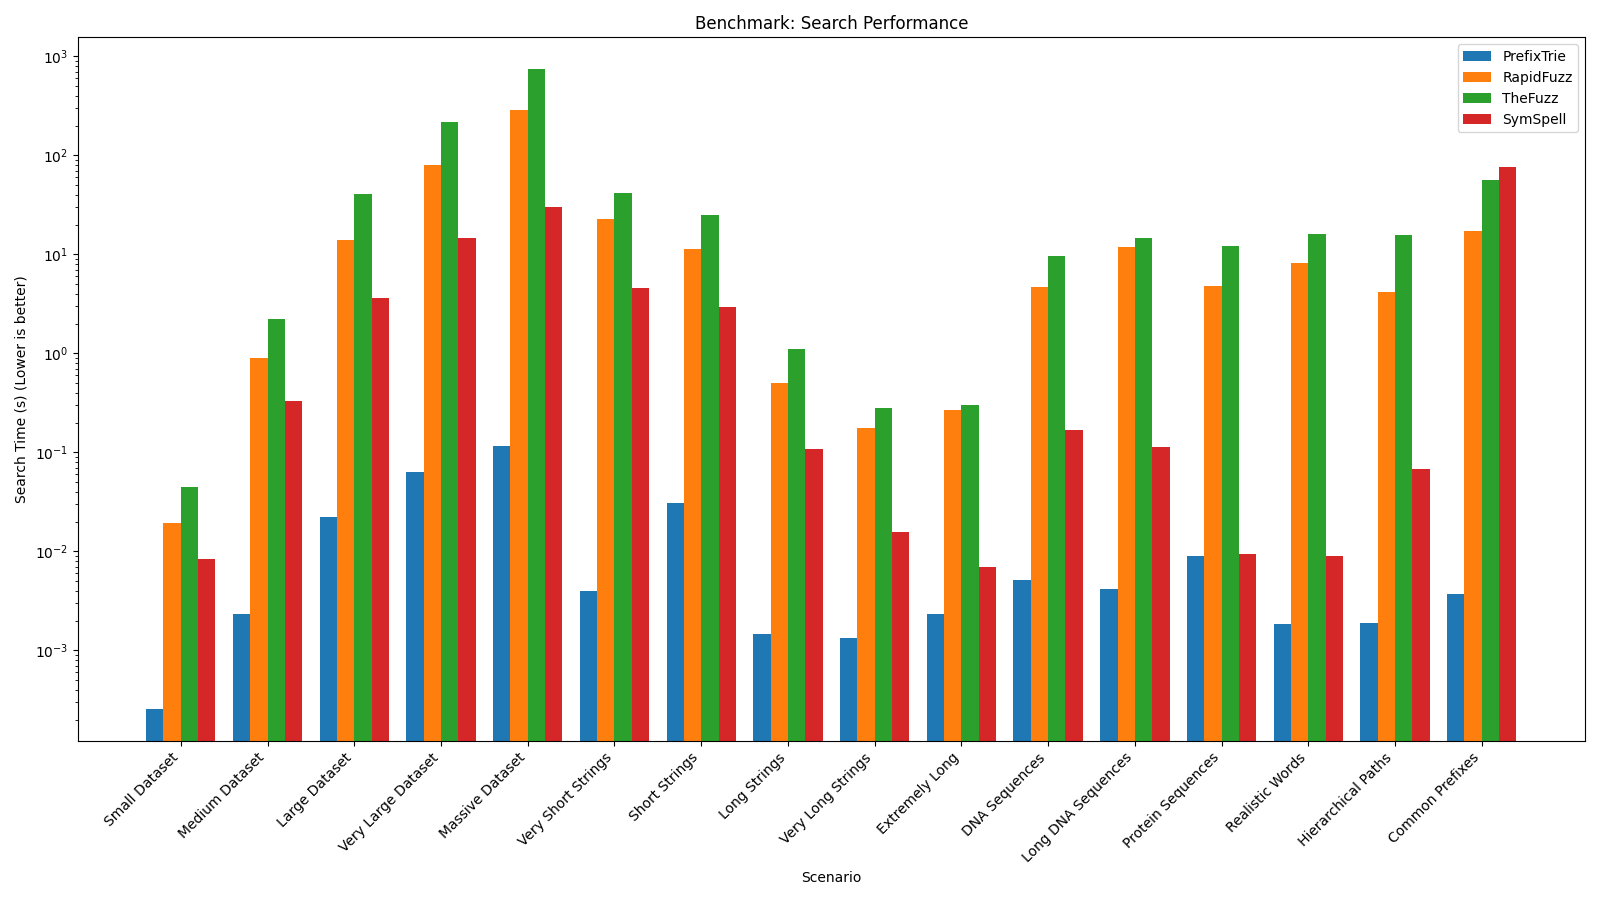 Benchmark: Search Performance
PrefixTrie
RapidFuzz
TheFuzz
SymSpell
Search Time (s) (Lower is better)
10³
10²
10¹
10⁰
10⁻¹
10⁻²
10⁻³
Small Dataset
Medium Dataset
Large Dataset
Very Large Dataset
Massive Dataset
Very Short Strings
Short Strings
Long Strings
Very Long Strings
Extremely Long
DNA Sequences
Long DNA Sequences
Protein Sequences
Realistic Words
Hierarchical Paths
Common Prefixes
Scenario